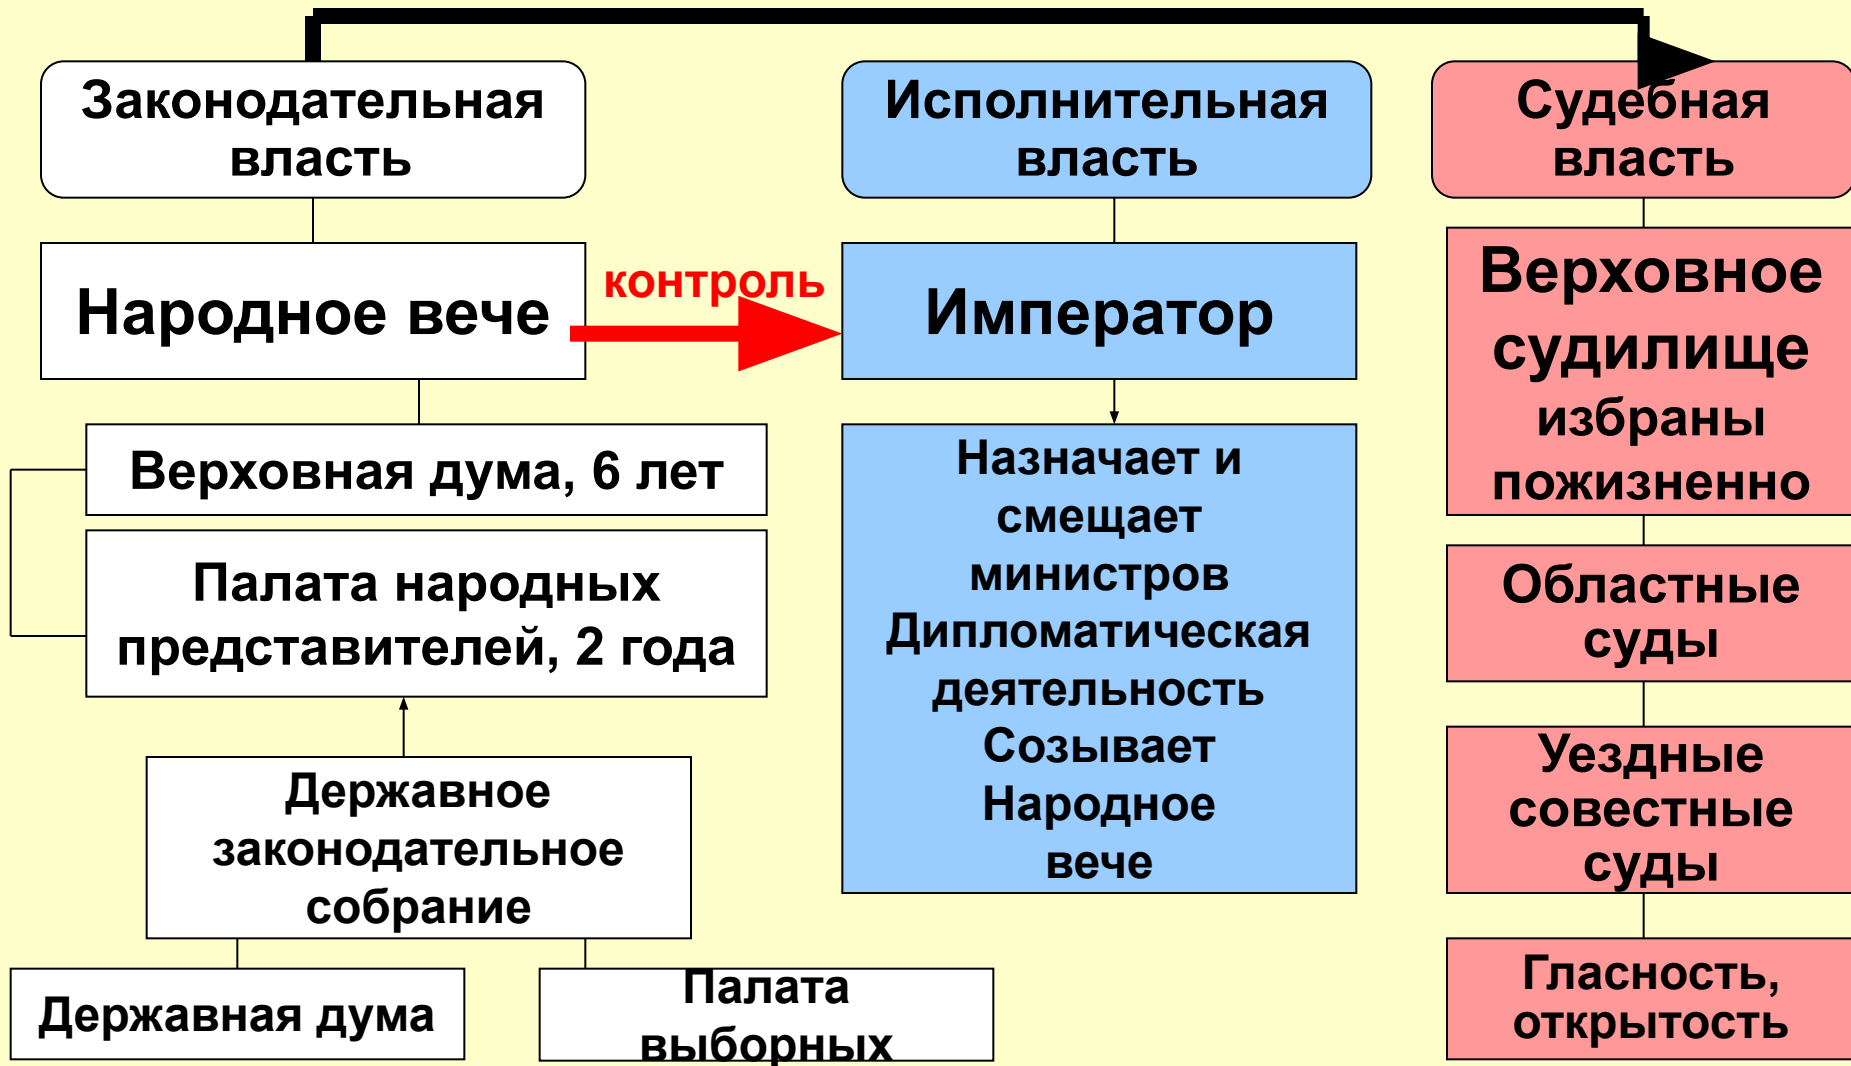 Законодательная
власть
Народное вече
контроль
Верховная дума, 6 лет
Палата народных
представителей, 2 года
Державное
законодательное
собрание
Державная дума
Палата
выборных
Исполнительная
власть
Император
Назначает и
смещает
министров
Дипломатическая
деятельность
Созывает
Народное
вече
Судебная
власть
Верховное
судилище
избраны
пожизненно
Областные
суды
Уездные
совестные
суды
Гласность,
открытость